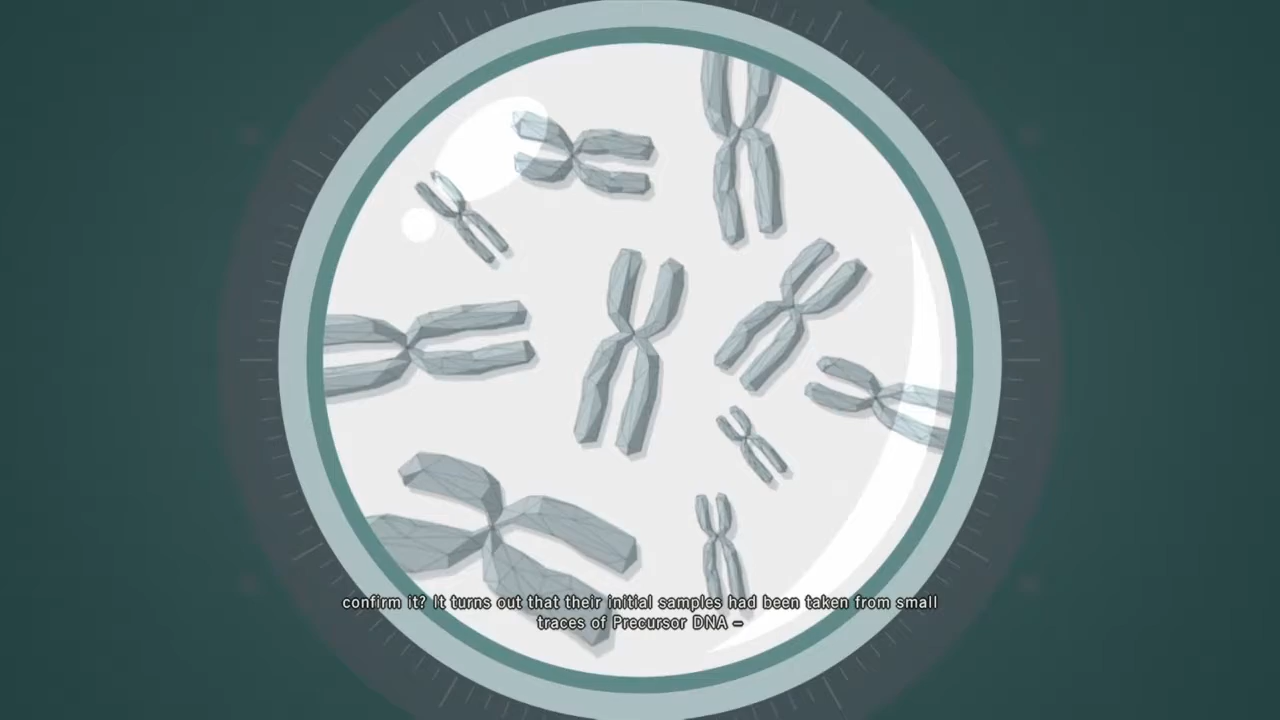 confirm it? It turns out that their initial samples had been taken from small
traces of Precursor DNA –